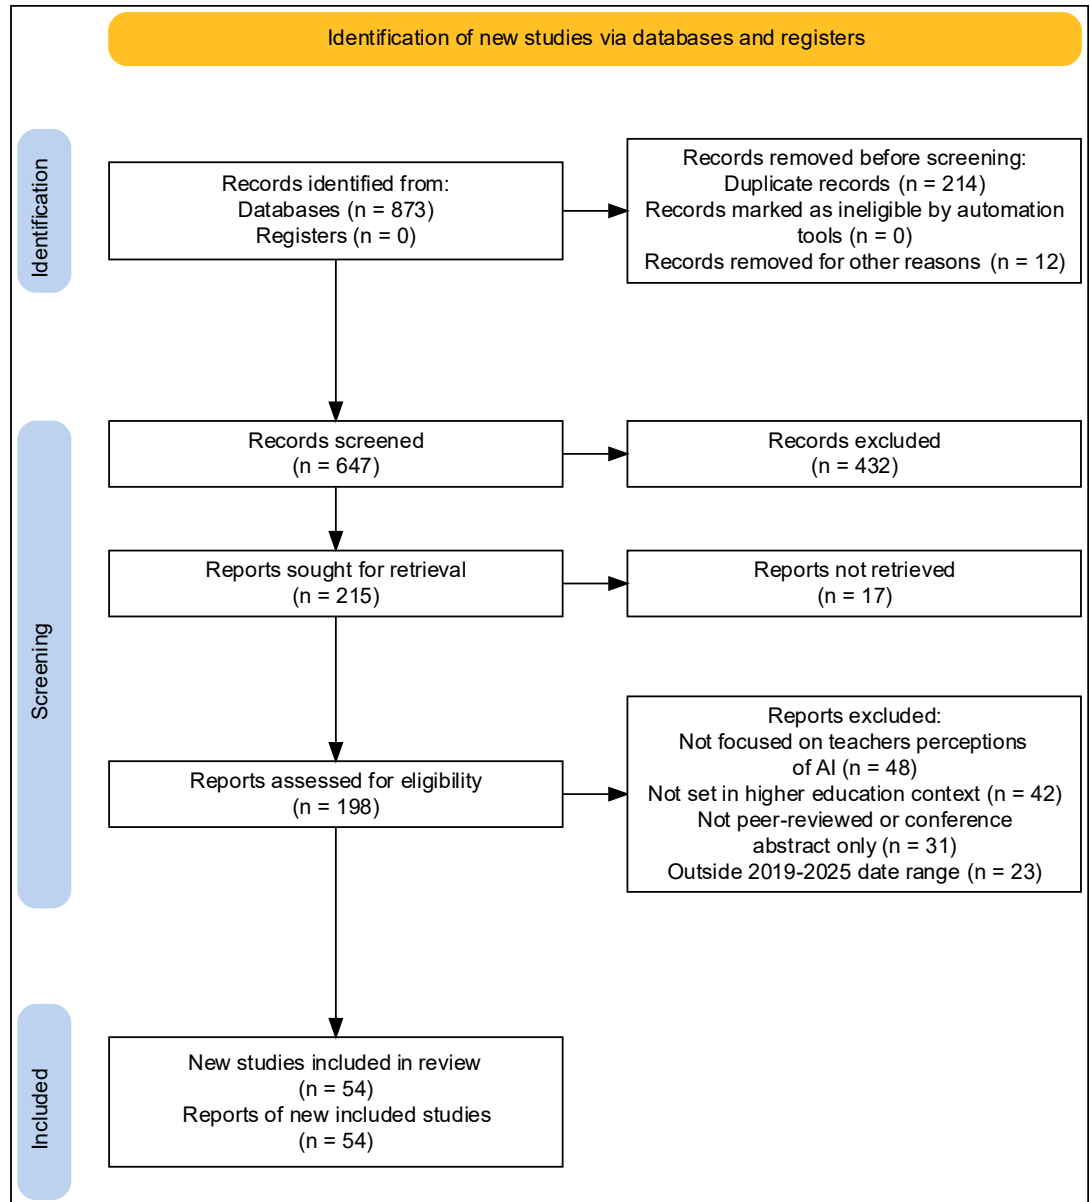 Identification of new studies via databases and registers
Identification
Records identified from:
Databases (n = 873)
Registers (n = 0)
Records removed before screening:
Duplicate records (n = 214)
Records marked as ineligible by automation
tools (n = 0)
Records removed for other reasons (n = 12)
Screening
Records screened
(n = 647)
Records excluded
(n = 432)
Reports sought for retrieval
(n = 215)
Reports not retrieved
(n = 17)
Reports assessed for eligibility
(n = 198)
Reports excluded:
Not focused on teachers perceptions
of AI (n = 48)
Not set in higher education context (n = 42)
Not peer-reviewed or conference
abstract only (n = 31)
Outside 2019-2025 date range (n = 23)
Included
New studies included in review
(n = 54)
Reports of new included studies
(n = 54)